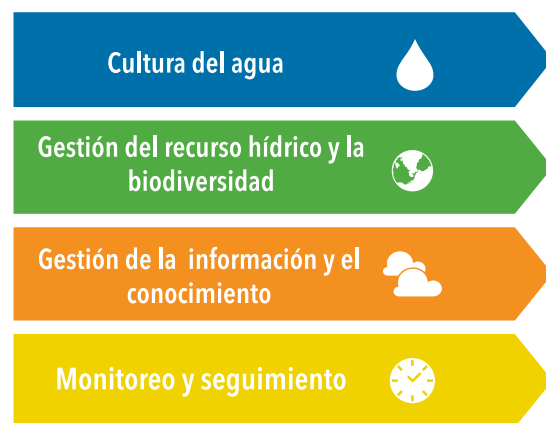 Cultura del agua
Gestión del recurso hídrico y la
biodiversidad
Gestión de la información y el
conocimiento
Monitoreo y seguimiento